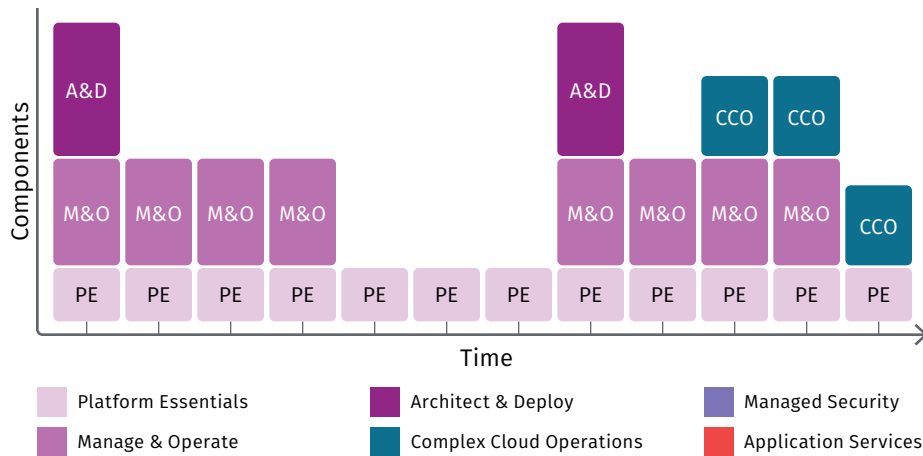 A&D A&D
CCO CCO
M&O M&O M&O M&O M&O M&O M&O M&O
CCO
PE PE PE PE PE PE PE PE PE PE PE PE
Components
Time
Platform Essentials Architect & Deploy Managed Security
Manage & Operate Complex Cloud Operations Application Services